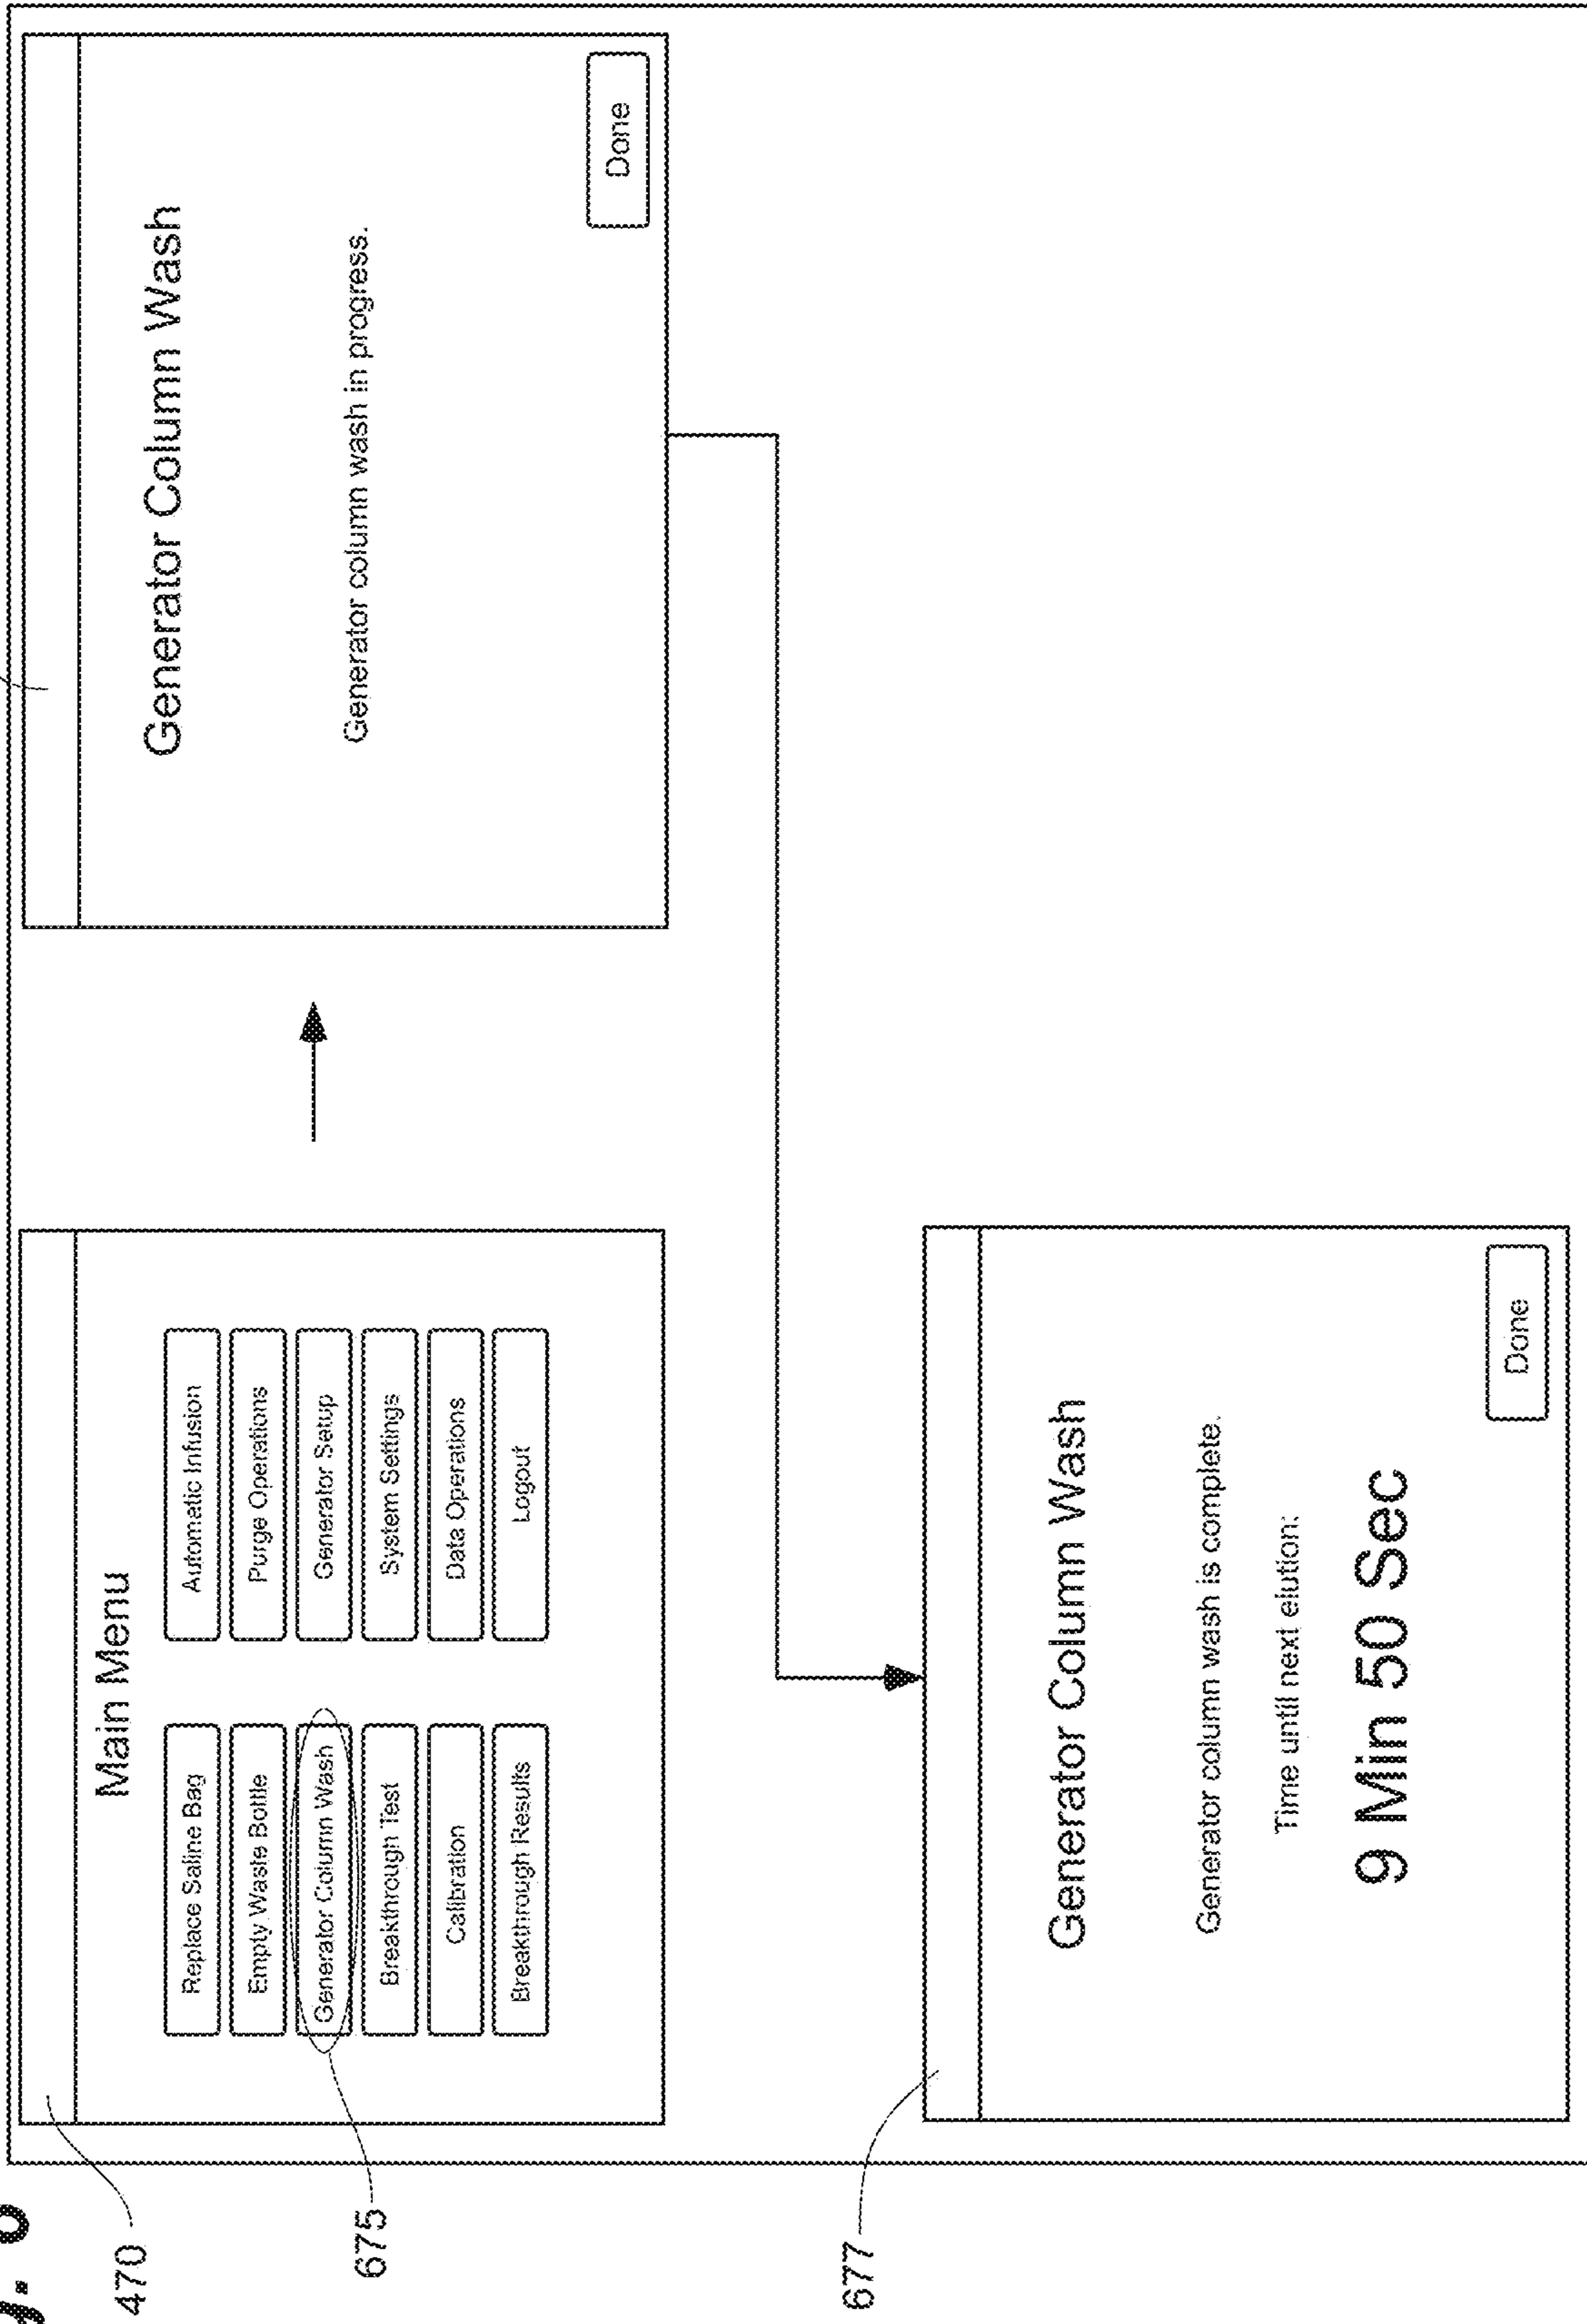 470
Main Menu
Replace Saline Bag
Automatic Infusion
Empty Waste Bottle
Purge Operations
675
Generator Column Wash
Generator Setup
Breakthrough Test
System Settings
Calibration
Data Operations
Breakthrough Results
Logout
Generator Column Wash
Generator column wash in progress.
Done
677
Generator Column Wash
Generator column wash is complete.
Time until next elution:
9 Min 50 Sec
Done